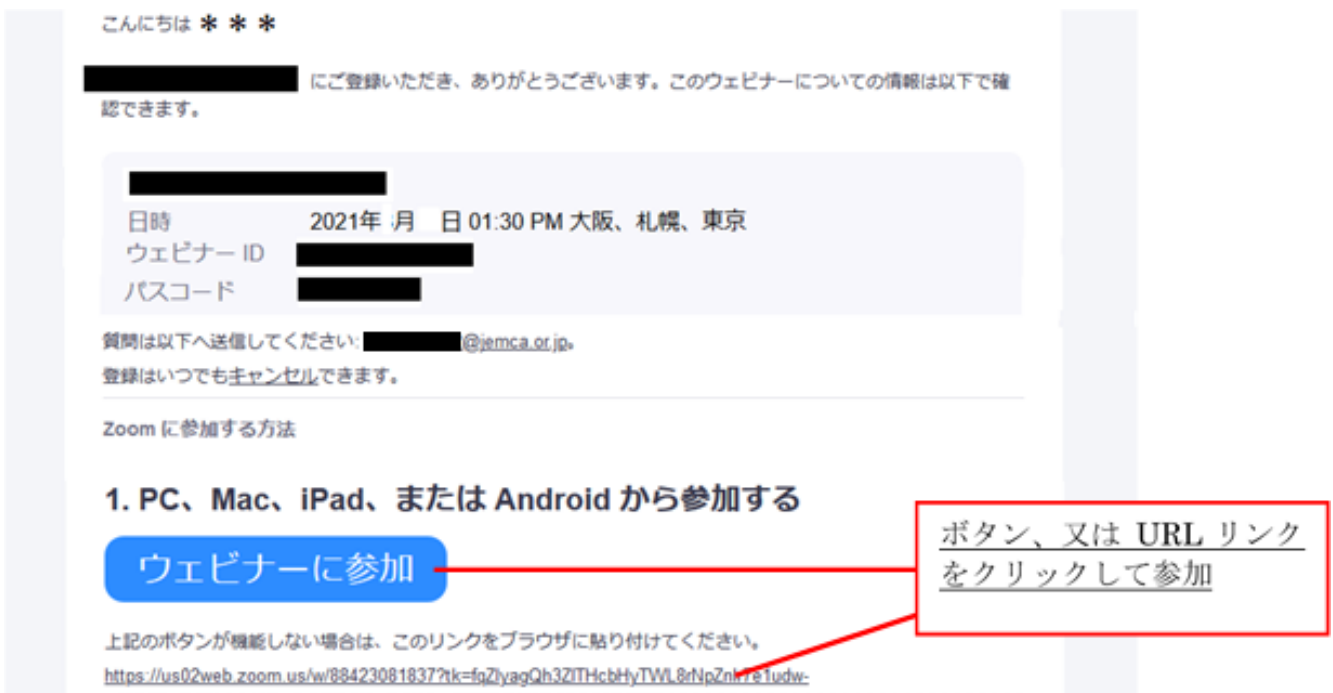 こんにちは * * *
にご登録いただき、ありがとうございます。このウェビナーについての情報は以下で確
認できます。
日時 2021年 月 日 01:30 PM 大阪、札幌、東京
ウェビナー ID
パスコード
質問は以下へ送信してください: @jemca.or.jp。
登録はいつでもキャンセルできます。
Zoom に参加する方法
1. PC、Mac、iPad、または Android から参加する
ウェビナーに参加
ボタン、又は URL リンク
をクリックして参加
上記のボタンが機能しない場合は、このリンクをブラウザに貼り付けてください。